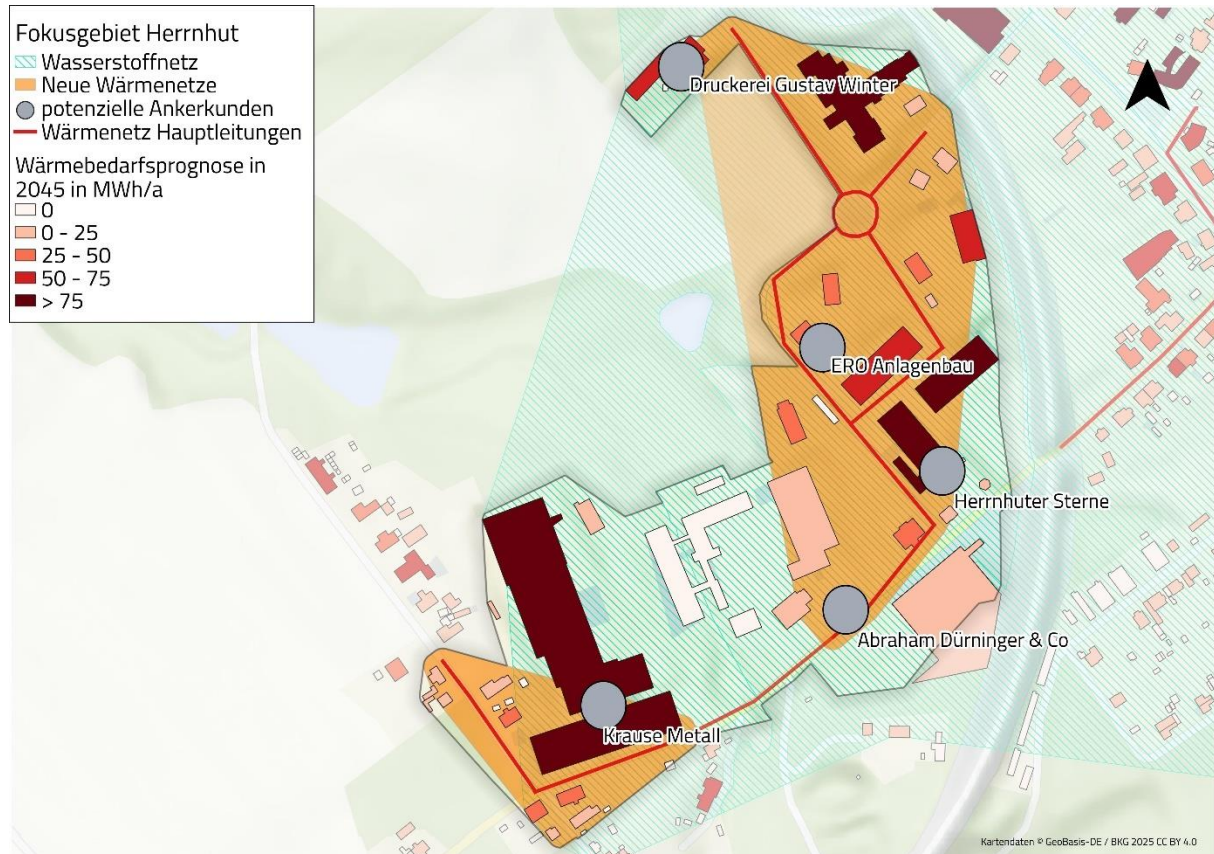 Fokusgebiet Herrnhut
Wasserstoffnetz
Neue Wärmenetze
potenzielle Ankerkunden
Wärmenetz Hauptleitungen
Wärmebedarfsprognose in
2045 in MWh/a
0
0 - 25
25 - 50
50 - 75
> 75
Druckerei Gustav Winter
ERO Anlagenbau
Herrnhuter Sterne
Abraham Dürninger & Co
Krause Metall
Kartendaten © GeoBasis-DE / BKG 2025 CC BY 4.0